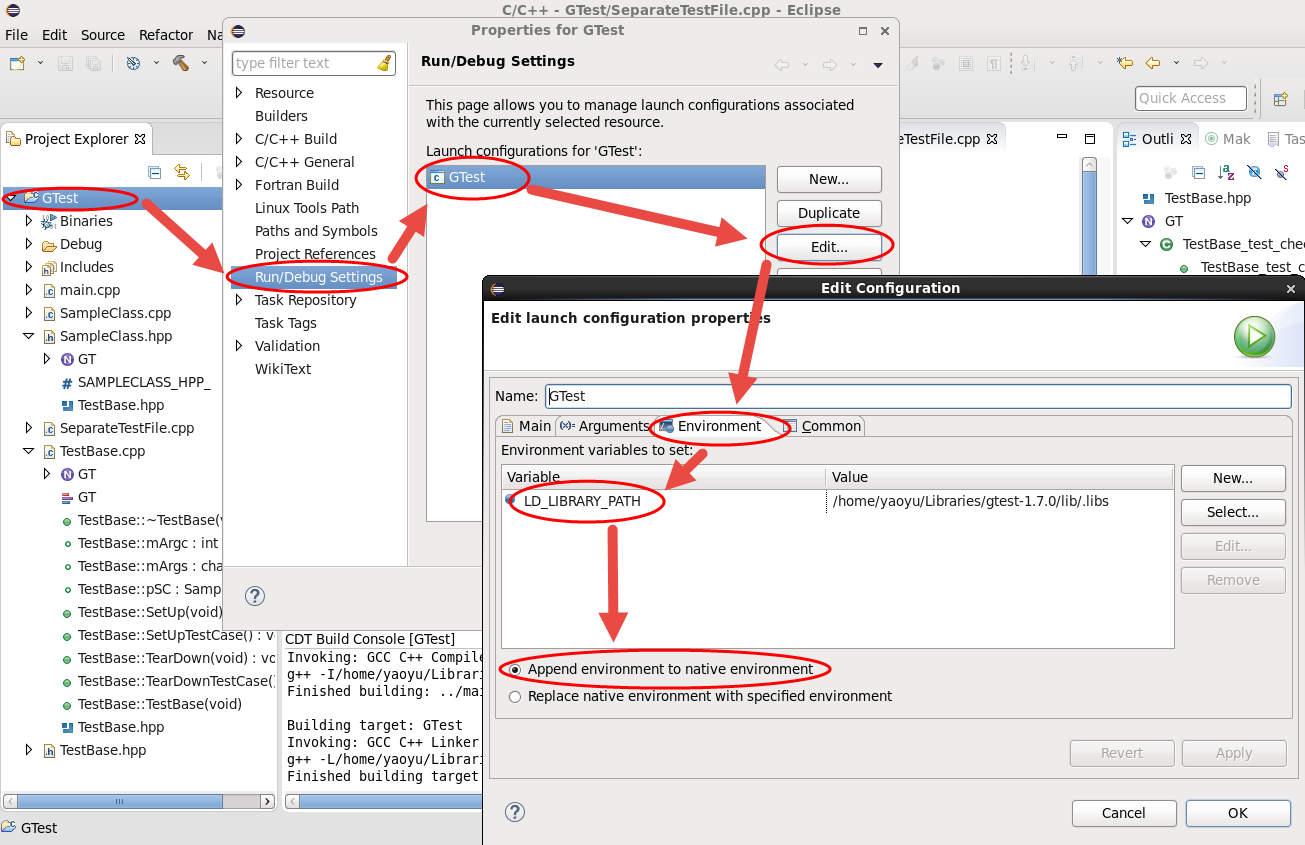 C/C++ - GTest/SeparateTestFile.cpp - Eclipse
File Edit Source Refactor Na
Quick Access
Project Explorer
GTest
Binaries
Debug
Includes
main.cpp
SampleClass.cpp
SampleClass.hpp
GT
SAMPLECLASS_HPP_
TestBase.hpp
SeparateTestFile.cpp
TestBase.cpp
GT
GT
TestBase::~TestBase(v
TestBase::mArgc : int
TestBase::mArgs : cha
TestBase::pSC : Samp
TestBase::SetUp(void)
TestBase::SetUpTestCase() : v
TestBase::TearDown(void) : vo
TestBase::TearDownTestCase(
TestBase::TestBase(void)
TestBase.hpp
TestBase.hpp
GTest
Properties for GTest
type filter text
Resource
Builders
C/C++ Build
C/C++ General
Fortran Build
Linux Tools Path
Paths and Symbols
Project References
Run/Debug Settings
Task Repository
Task Tags
Validation
WikiText
Run/Debug Settings
This page allows you to manage launch configurations associated
with the currently selected resource.
Launch configurations for 'GTest':
GTest
New...
Duplicate
Edit...
eTestFile.cpp
Outli Mak Tas
TestBase.hpp
GT
TestBase_test_che
TestBase_test_c
CDT Build Console [GTest]
Invoking: GCC C++ Compile
g++ -I/home/yaoyu/Librari
Finished building: ../mai
Building target: GTest
Invoking: GCC C++ Linker
g++ -L/home/yaoyu/Librari
Finished building target
Edit Configuration
Edit launch configuration properties
Name: GTest
Main Arguments Environment Common
Environment variables to set:
Variable Value
LD_LIBRARY_PATH /home/yaoyu/Libraries/gtest-1.7.0/lib/.libs
New...
Select...
Edit...
Remove
Append environment to native environment
Replace native environment with specified environment
Revert Apply
Cancel OK